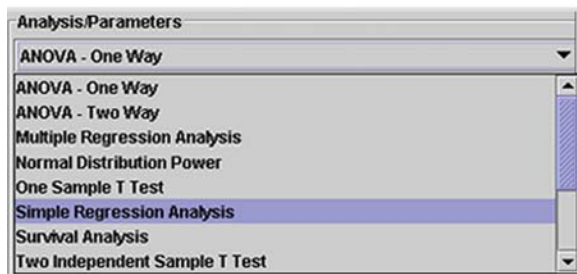 Analysis/Parameters
ANOVA - One Way
ANOVA - One Way
ANOVA - Two Way
Multiple Regression Analysis
Normal Distribution Power
One Sample T Test
Simple Regression Analysis
Survival Analysis
Two Independent Sample T Test